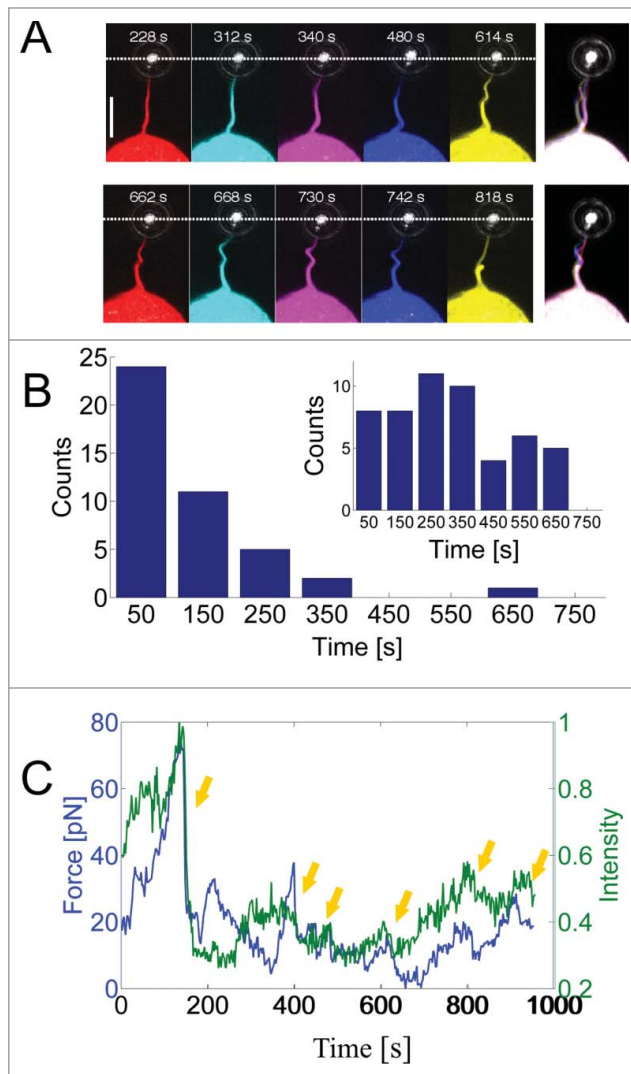 A
228 s 312 s 340 s 480 s 614 s
662 s 668 s 730 s 742 s 818 s
B
25
20
15
10
5
0
Counts
50 150 250 350 450 550 650 750
Time [s]
10
5
0
Counts
50 150 250 350 450 550 650 750
Time [s]
C
80
60
40
20
0
Force [pN]
1
0.8
0.6
0.4
0.2
Intensity
0 200 400 600 800 1000
Time [s]